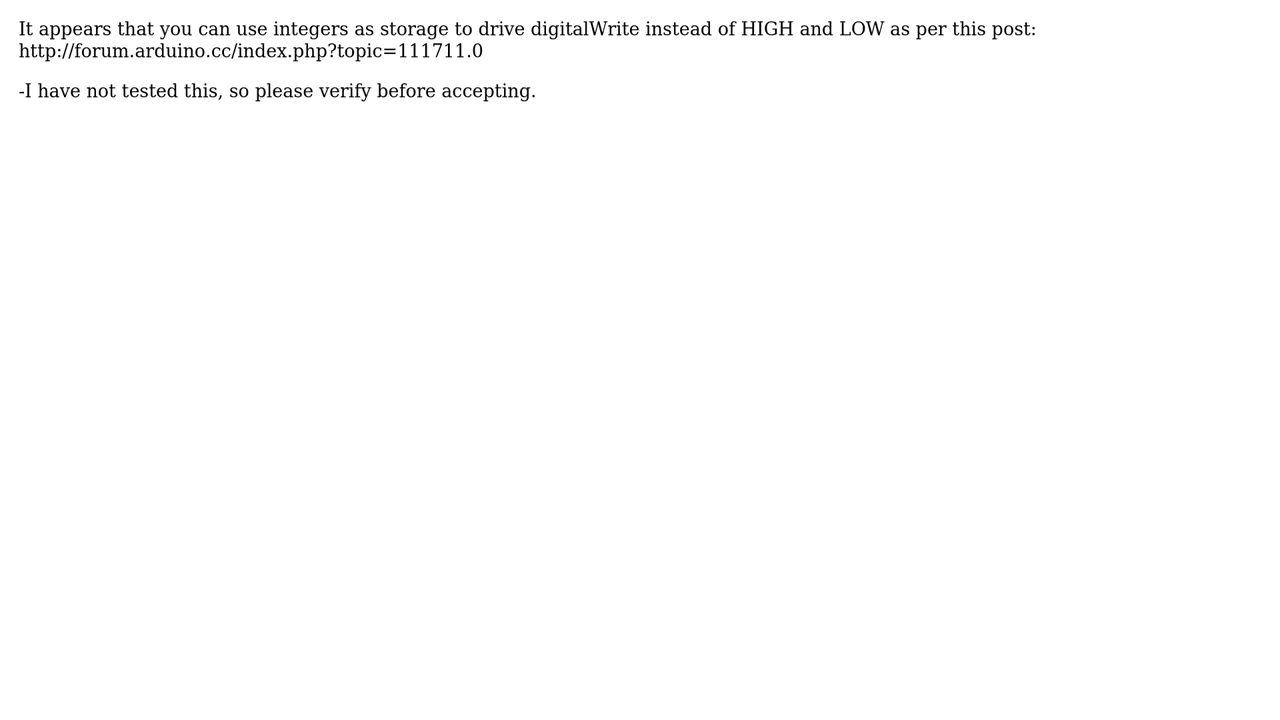 It appears that you can use integers as storage to drive digitalWrite instead of HIGH and LOW as per this post:
http://forum.arduino.cc/index.php?topic=111711.0
-I have not tested this, so please verify before accepting.